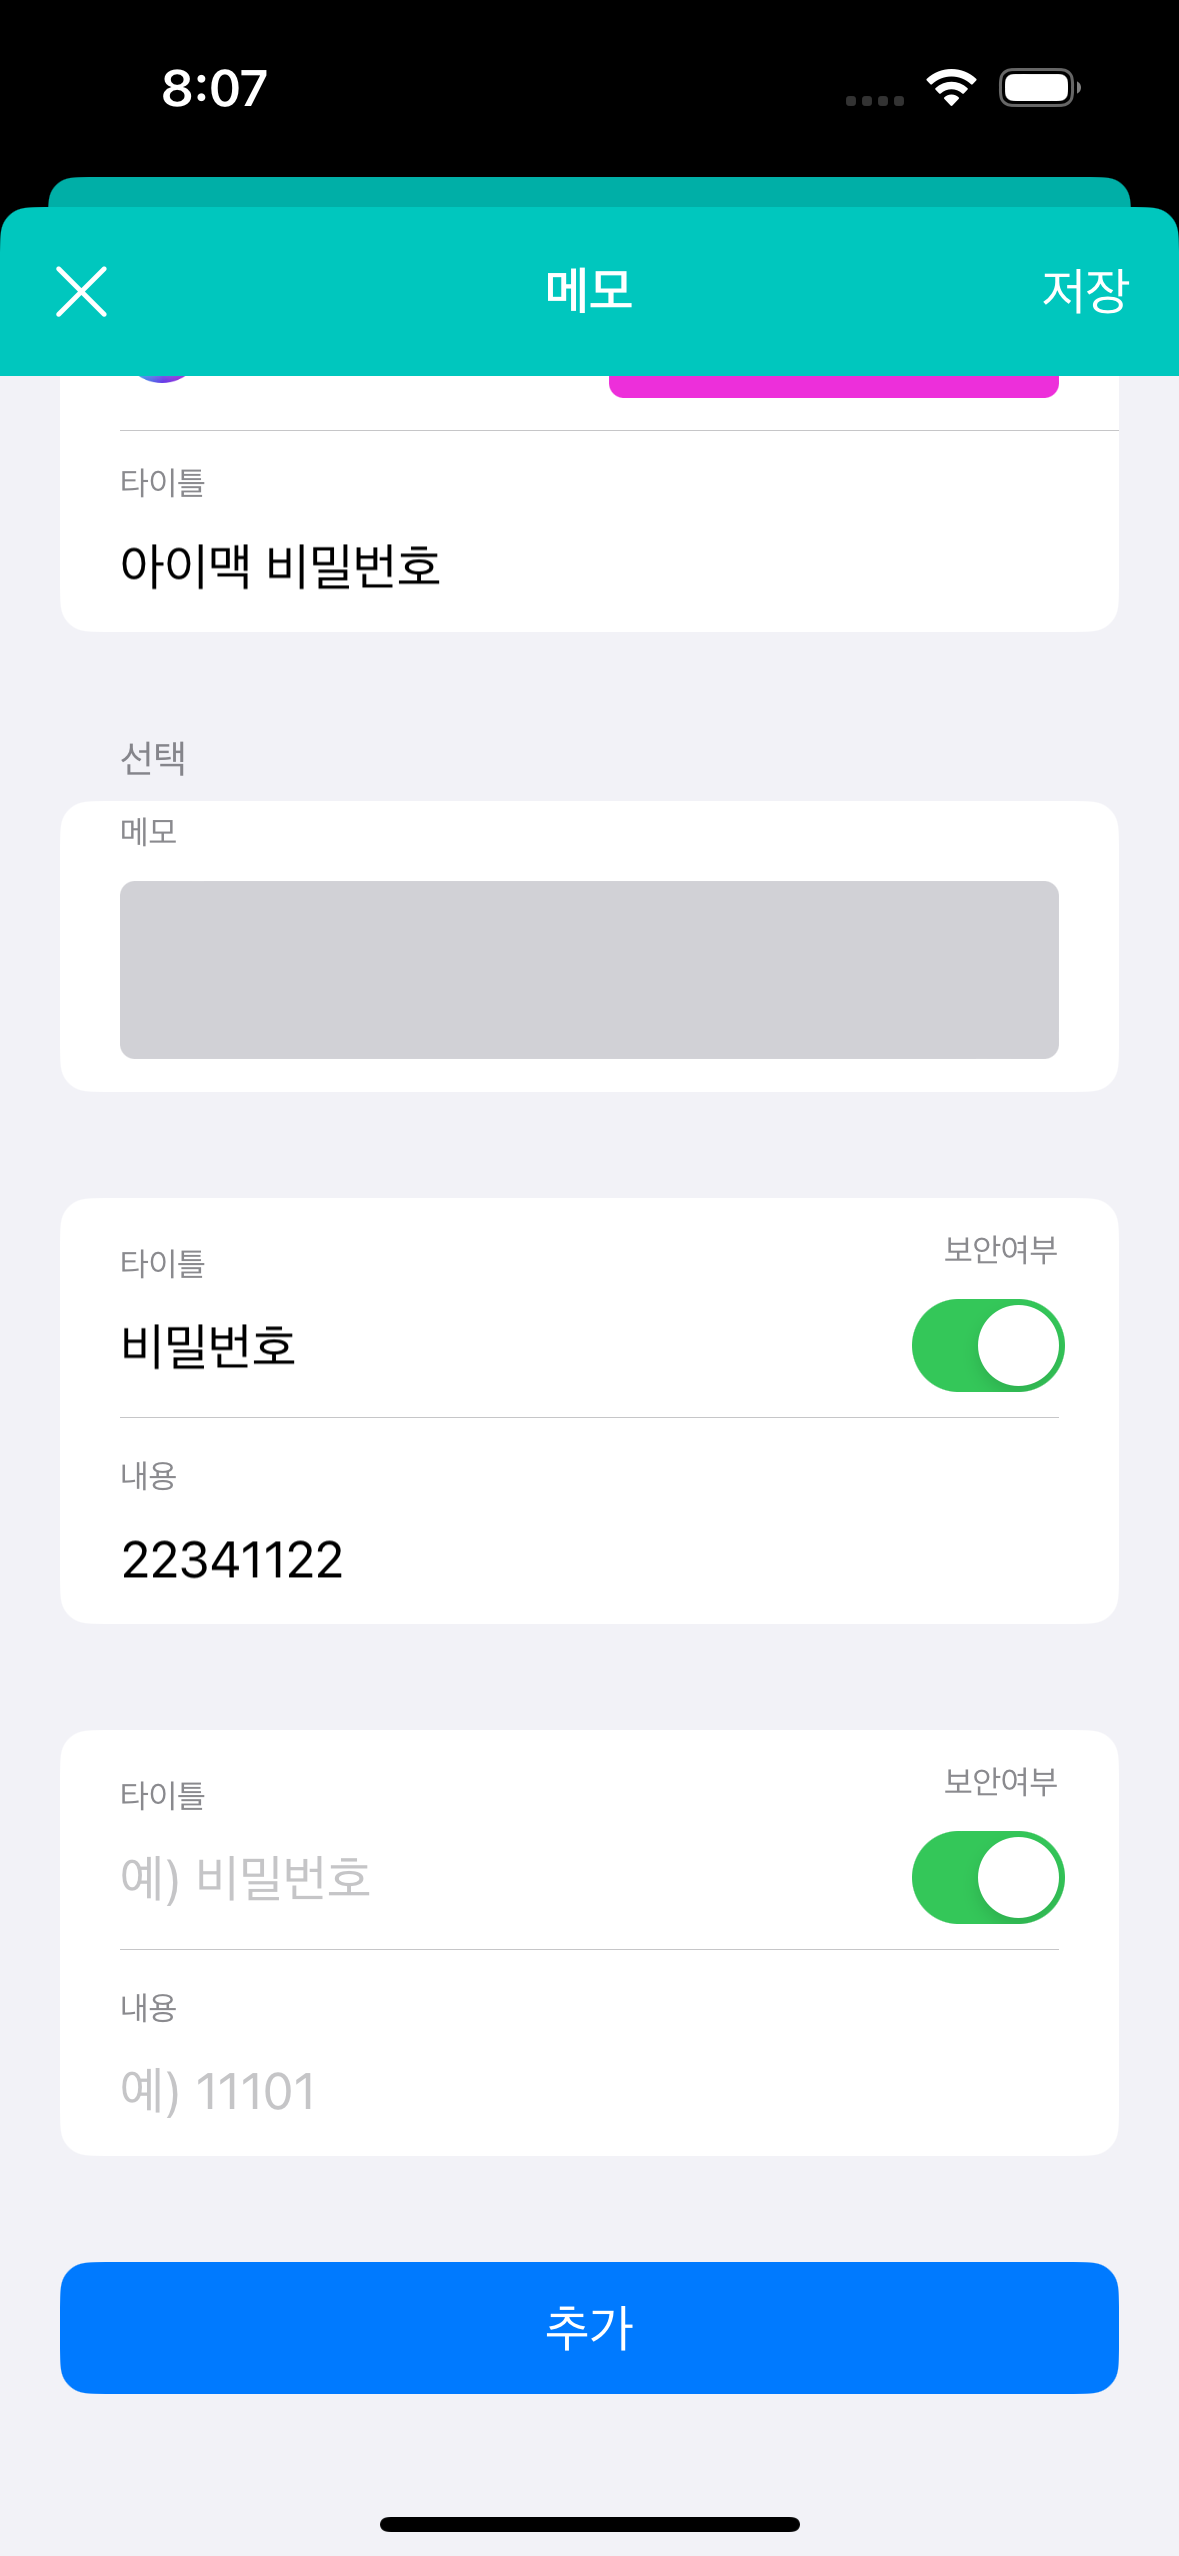 8:07
메모
저장
타이틀
아이맥 비밀번호
선택
메모
타이틀
보안여부
비밀번호
내용
22341122
타이틀
보안여부
예) 비밀번호
내용
예) 11101
추가